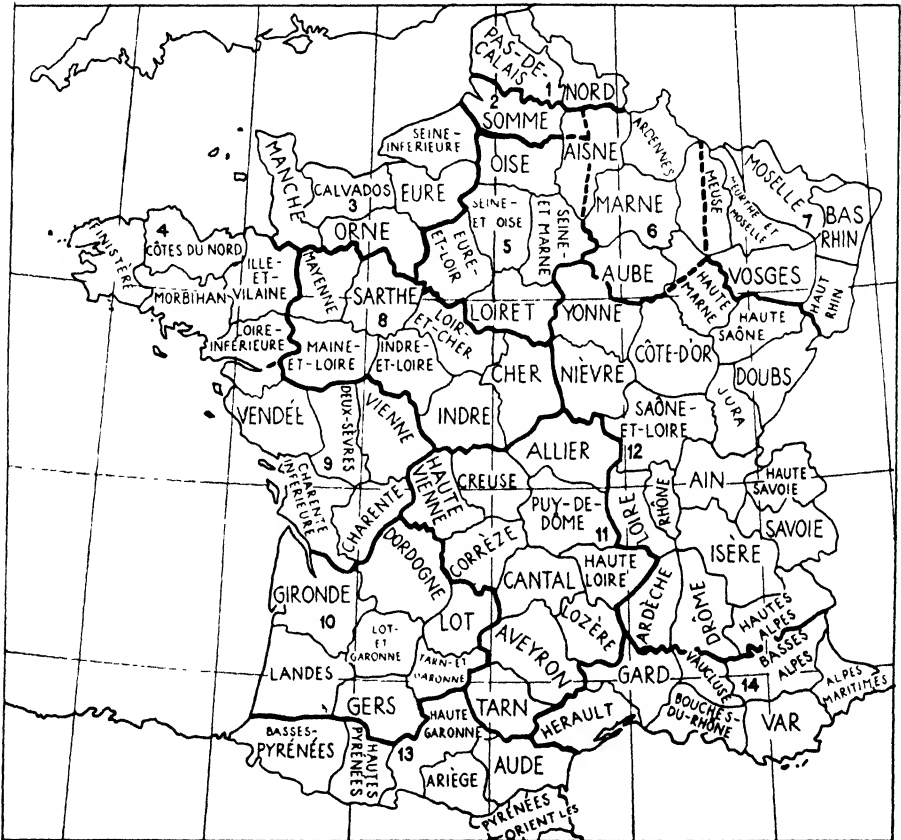 PAS-DE-
CALAIS
1
NORD
2
SOMME
SEINE-
INFERIEURE
OISE
AISNE
ARDENNES
MANCHE
CALVADOS
3
EURE
ORNE
SEINE-
ET OISE
5
SEINE-
ET MARNE
MARNE
6
MEUSE
MEURTHE ET
MOSELLE
MOSELLE
7
BAS
RHIN
FINISTÈRE
4
CÔTES DU NORD
ILLE-
ET-
VILAINE
MORBIHAN
MAYENNE
SARTHE
8
EURE-
ET-LOIR
LOIRET
YONNE
AUBE
HAUTE
MARNE
VOSGES
HAUT
RHIN
LOIRE-
INFÉRIEURE
MAINE-
ET-LOIRE
INDRE-
ET-LOIRE
LOIR-
ET-CHER
CHER
NIÈVRE
CÔTE-D'OR
HAUTE
SAÔNE
DOUBS
JURA
VENDÉE
DEUX-SÈVRES
9
VIENNE
INDRE
ALLIER
SAÔNE-
ET-LOIRE
12
CHARENTE
INFÉRIEURE
CHARENTE
HAUTE
VIENNE
CREUSE
PUY-DE-
DÔME
11
LOIRE
RHÔNE
AIN
HAUTE
SAVOIE
SAVOIE
ISÈRE
GIRONDE
10
DORDOGNE
CORRÈZE
CANTAL
HAUTE
LOIRE
ARDÈCHE
DRÔME
HAUTES
ALPES
LANDES
LOT-
ET
GARONNE
LOT
TARN-ET
GARONNE
AVEYRON
LOZÈRE
GARD
VAUCLUSE
14
BASSES
ALPES
ALPES
MARITIMES
GERS
HAUTE
GARONNE
TARN
HERAULT
BOUCHES-
DU-RHÔNE
VAR
BASSES-
PYRÉNÉES
HAUTES
PYRÉNÉES
13
ARIÈGE
AUDE
PYRÉNÉES
ORIENTLES